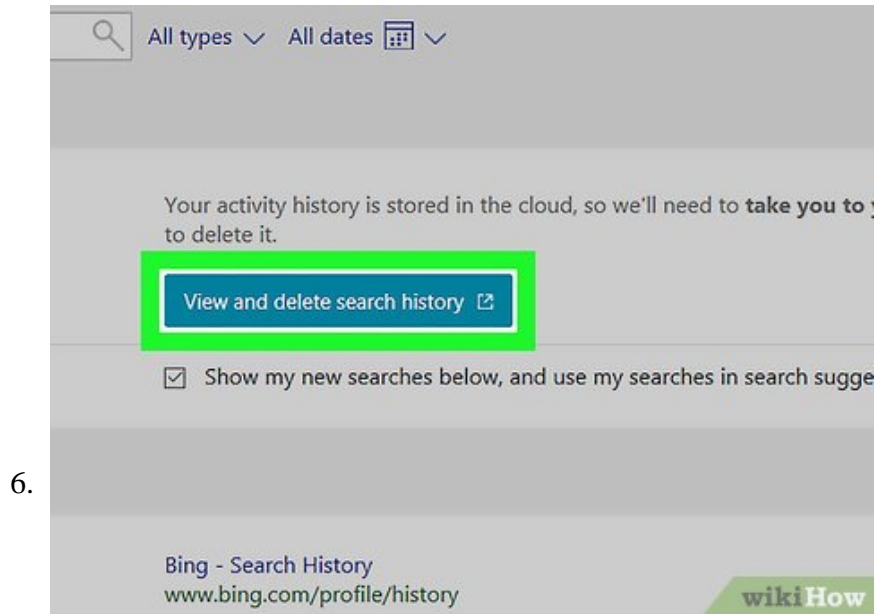 All types All dates
Your activity history is stored in the cloud, so we'll need to take you to
to delete it.
View and delete search history
Show my new searches below, and use my searches in search sugge
6.
Bing - Search History
www.bing.com/profile/history
wikiHow